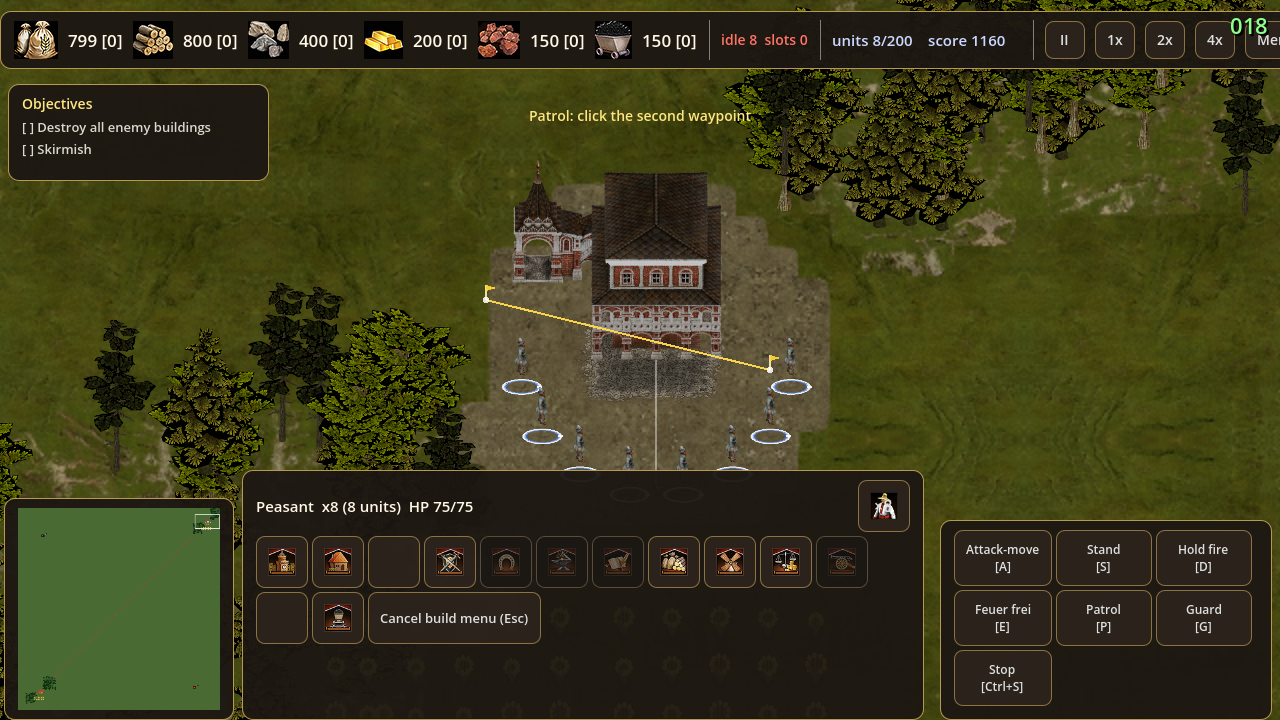 799 [0] 800 [0] 400 [0] 200 [0] 150 [0] 150 [0] idle 8 slots 0 units 8/200 score 1160 II 1x 2x 4x
018
Objectives
[ ] Destroy all enemy buildings
[ ] Skirmish
Patrol: click the second waypoint
Peasant x8 (8 units) HP 75/75
Cancel build menu (Esc)
Attack-move
[A]
Stand
[S]
Hold fire
[D]
Feuer frei
[E]
Patrol
[P]
Guard
[G]
Stop
[Ctrl+S]